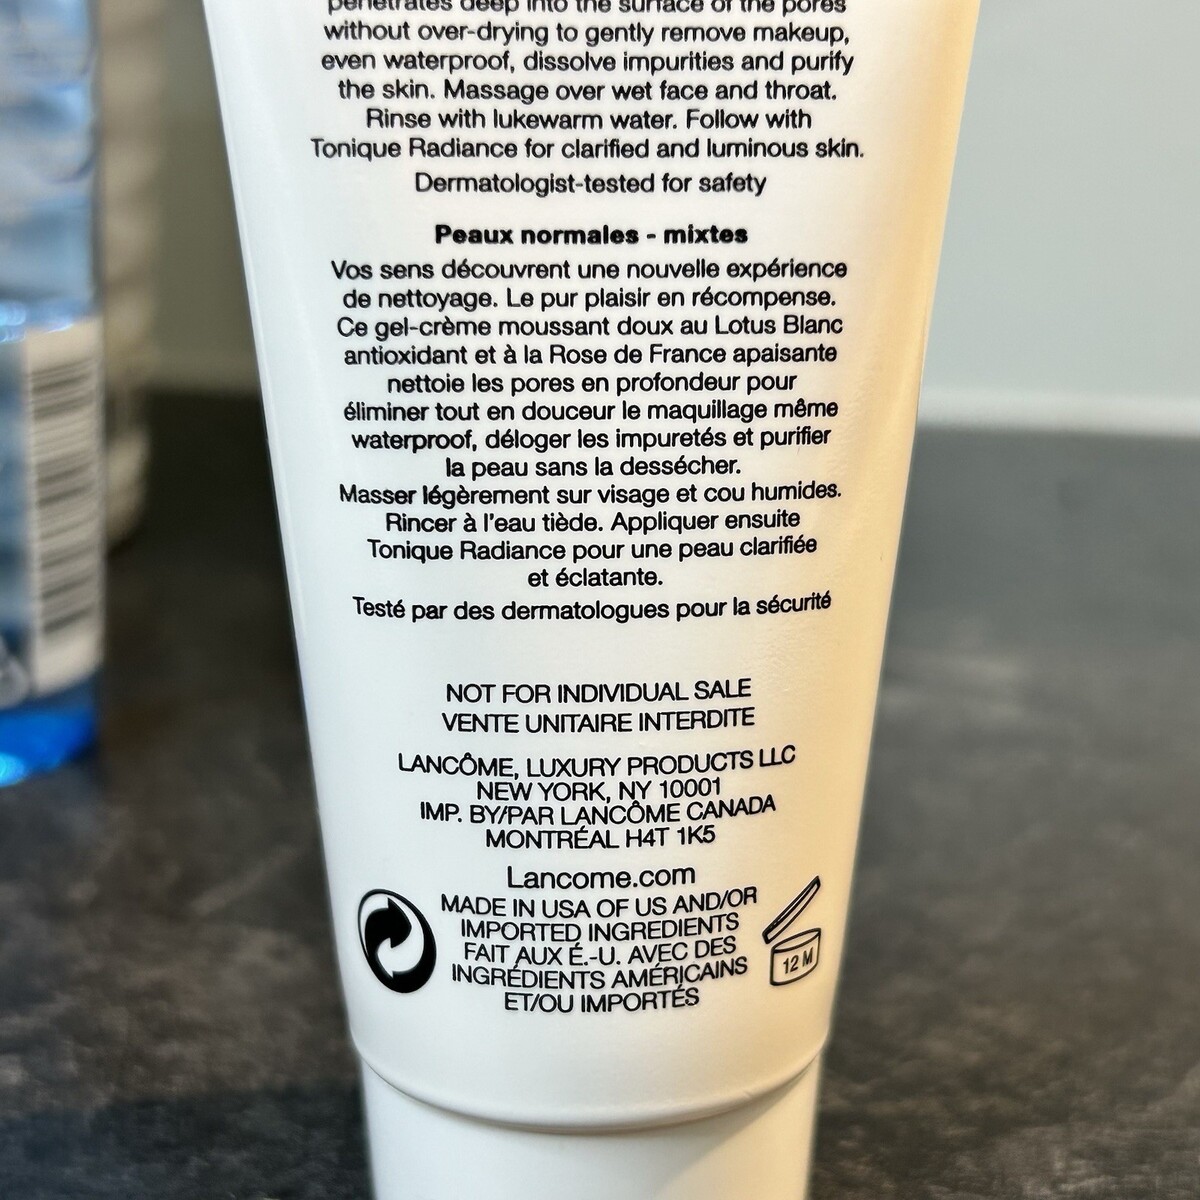 penetrates deep into the surface of the pores
without over-drying to gently remove makeup,
even waterproof, dissolve impurities and purify
the skin. Massage over wet face and throat.
Rinse with lukewarm water. Follow with
Tonique Radiance for clarified and luminous skin.
Dermatologist-tested for safety
Peaux normales - mixtes
Vos sens découvrent une nouvelle expérience
de nettoyage. Le pur plaisir en récompense.
Ce gel-crème moussant doux au Lotus Blanc
antioxidant et à la Rose de France apaisante
nettoie les pores en profondeur pour
éliminer tout en douceur le maquillage même
waterproof, déloger les impuretés et purifier
la peau sans la dessécher.
Masser légèrement sur visage et cou humides.
Rincer à l'eau tiède. Appliquer ensuite
Tonique Radiance pour une peau clarifiée
et éclatante.
Testé par des dermatologues pour la sécurité
NOT FOR INDIVIDUAL SALE
VENTE UNITAIRE INTERDITE
LANCÔME, LUXURY PRODUCTS LLC
NEW YORK, NY 10001
IMP. BY/PAR LANCÔME CANADA
MONTRÉAL H4T 1K5
Lancome.com
MADE IN USA OF US AND/OR
IMPORTED INGREDIENTS
FAIT AUX É.-U. AVEC DES
INGRÉDIENTS AMÉRICAINS
ET/OU IMPORTÉS
12 M